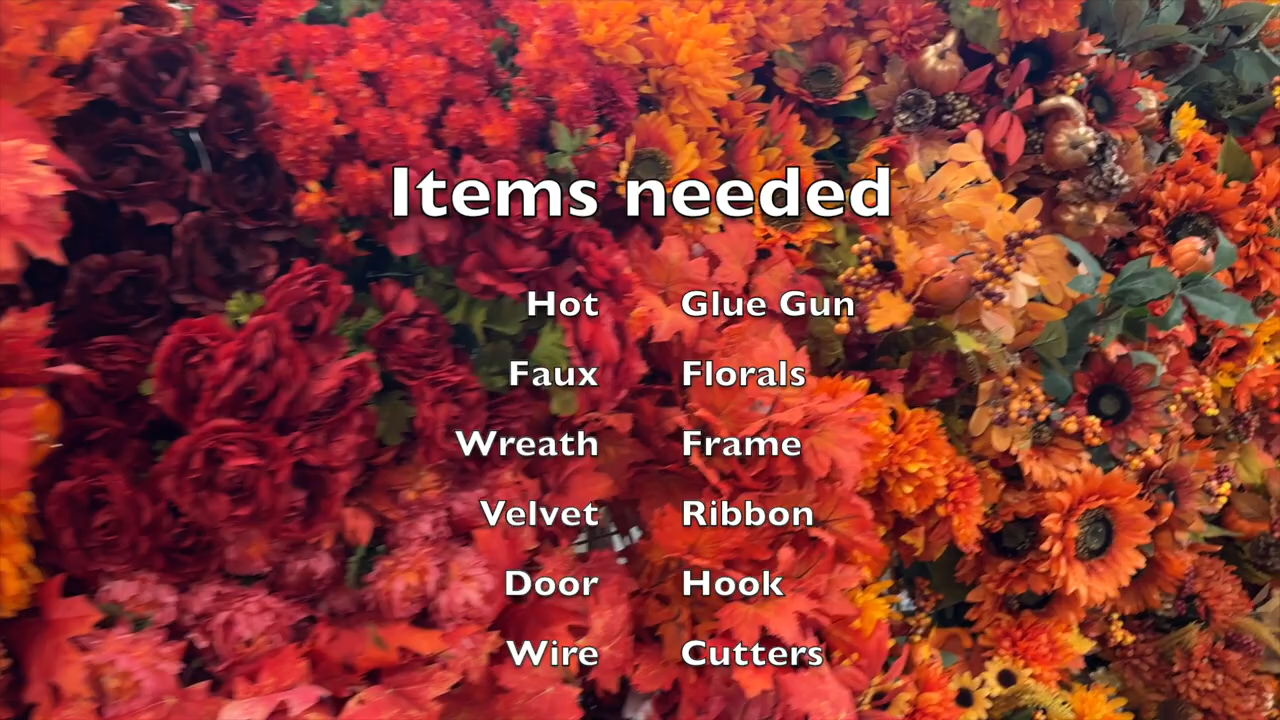 Items needed
Hot Glue Gun
Faux Florals
Wreath Frame
Velvet Ribbon
Door Hook
Wire Cutters